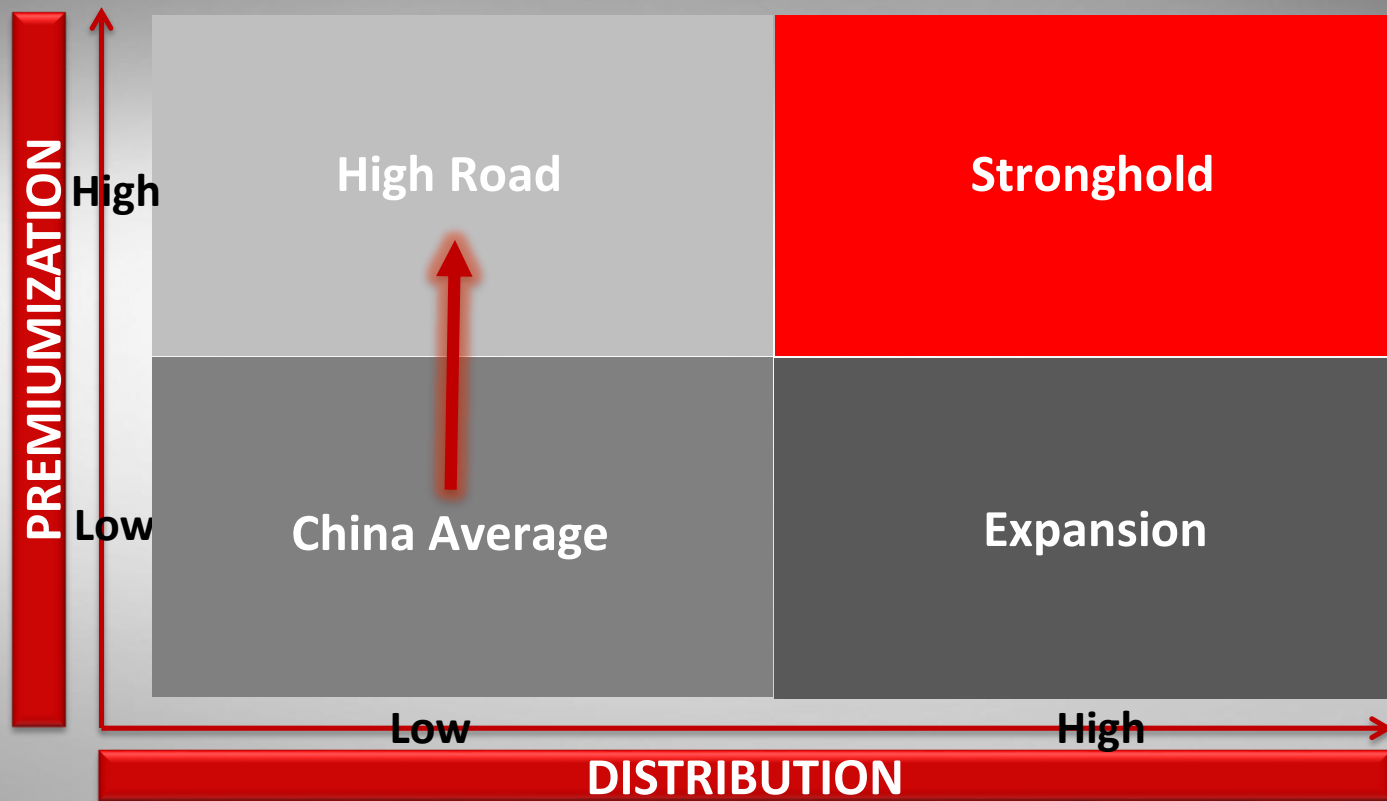 PREMIUMIZATION
High
High Road
Stronghold
Low
China Average
Expansion
Low
High
DISTRIBUTION